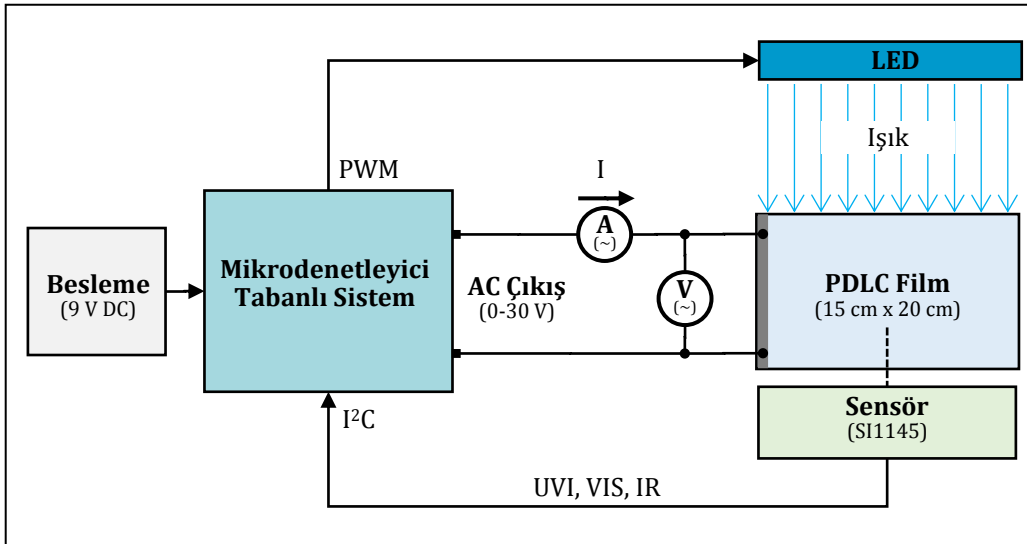 LED
Işık
PWM
I
A
(~)
Besleme
(9 V DC)
Mikrodenetleyici
Tabanlı Sistem
AC Çıkış
(0-30 V)
V
(~)
PDLC Film
(15 cm x 20 cm)
Sensör
(SI1145)
I²C
UVI, VIS, IR